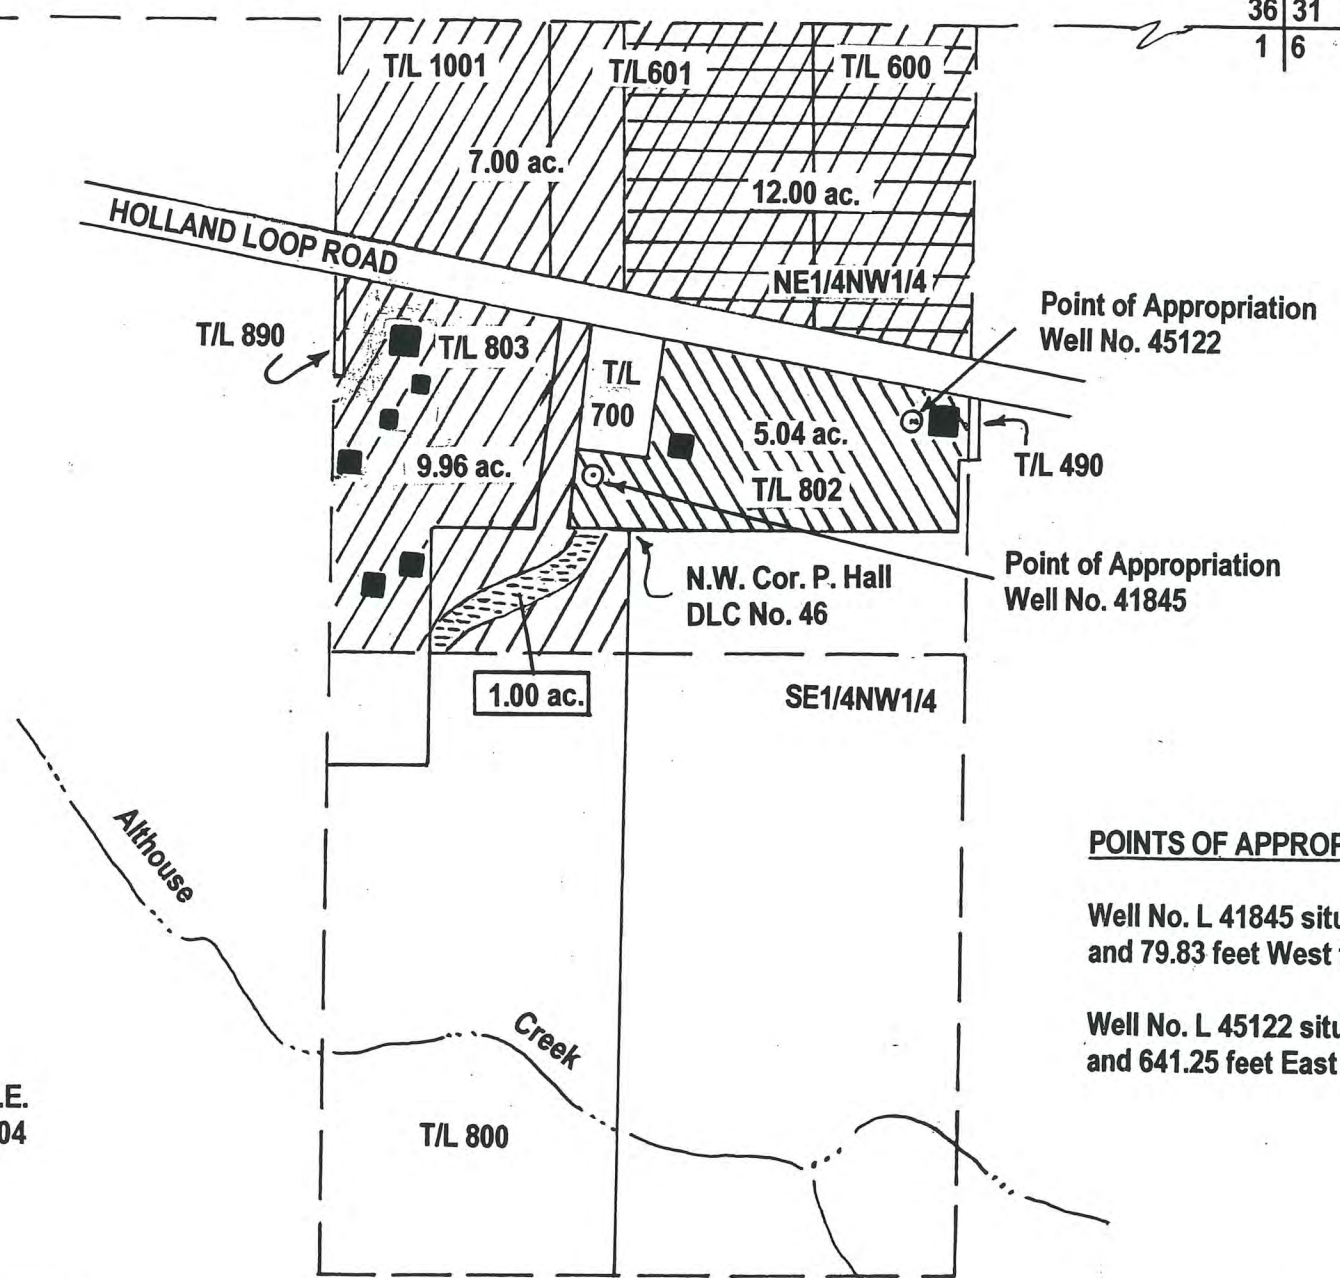 36 31
1 6
T/L 1001
T/L601
T/L 600
7.00 ac.
12.00 ac.
HOLLAND LOOP ROAD
NE1/4NW1/4
Point of Appropriation
Well No. 45122
T/L 890
T/L 803
T/L
700
5.04 ac.
9.96 ac.
T/L 802
T/L 490
N.W. Cor. P. Hall
DLC No. 46
Point of Appropriation
Well No. 41845
1.00 ac.
SE1/4NW1/4
Althouse
Creek
POINTS OF
Well No. L 41845
and 79.83 feet West
Well No. L 45122
and 641.25 feet East
.E.
04
T/L 800